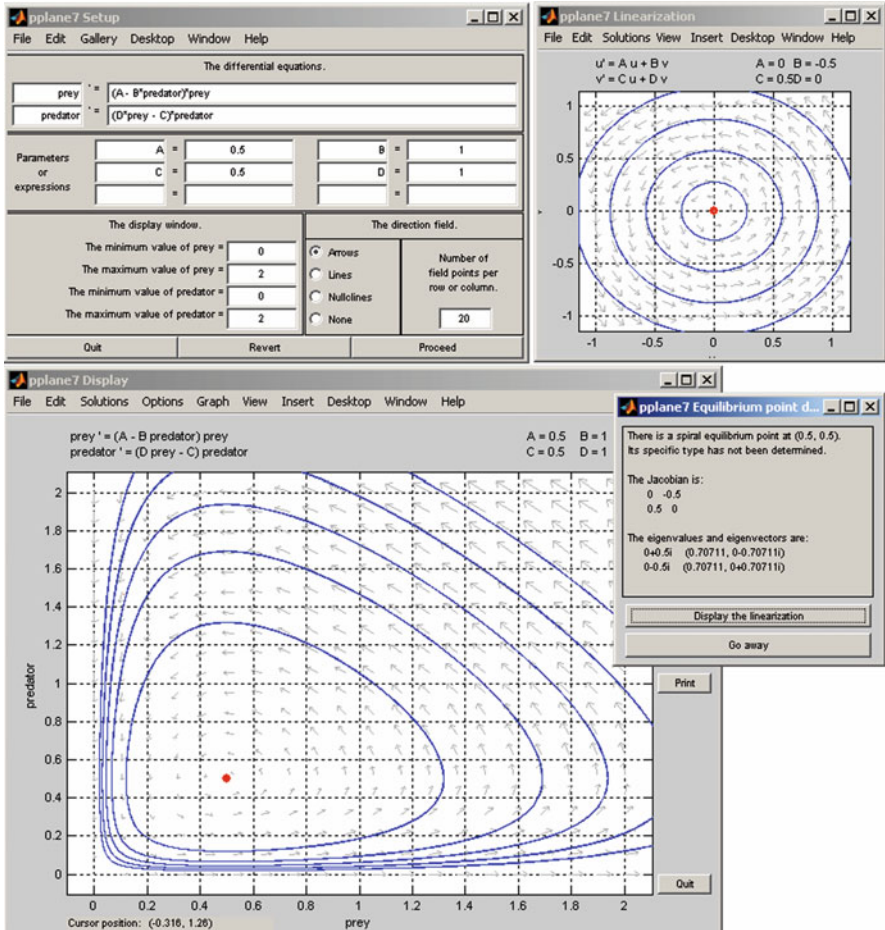 pplane7 Setup
File Edit Gallery Desktop Window Help
The differential equations.
prey ' = (A - B*predator)*prey
predator ' = (D*prey - C)*predator
Parameters or expressions
A = 0.5 B = 1
C = 0.5 D = 1
= =
The display window.
The minimum value of prey = 0
The maximum value of prey = 2
The minimum value of predator = 0
The maximum value of predator = 2
The direction field.
Arrows
Lines
Nullclines
None
Number of
field points per
row or column.
20
Quit Revert Proceed
pplane7 Linearization
File Edit Solutions View Insert Desktop Window Help
u' = A u + B v A = 0 B = -0.5
v' = C u + D v C = 0.5 D = 0
1
0.5
0
-0.5
-1
-1 -0.5 0 0.5 1
pplane7 Display
File Edit Solutions Options Graph View Insert Desktop Window Help
prey ' = (A - B predator) prey A = 0.5 B = 1
predator ' = (D prey - C) predator C = 0.5 D = 1
2
1.8
1.6
1.4
1.2
1
0.8
0.6
0.4
0.2
0
predator
0 0.2 0.4 0.6 0.8 1 1.2 1.4 1.6 1.8 2
prey
Cursor position: (-0.316, 1.26)
Print
Quit
pplane7 Equilibrium point d...
There is a spiral equilibrium point at (0.5, 0.5).
Its specific type has not been determined.
The Jacobian is:
0 -0.5
0.5 0
The eigenvalues and eigenvectors are:
0+0.5i (0.70711, 0-0.70711i)
0-0.5i (0.70711, 0+0.70711i)
Display the linearization
Go away